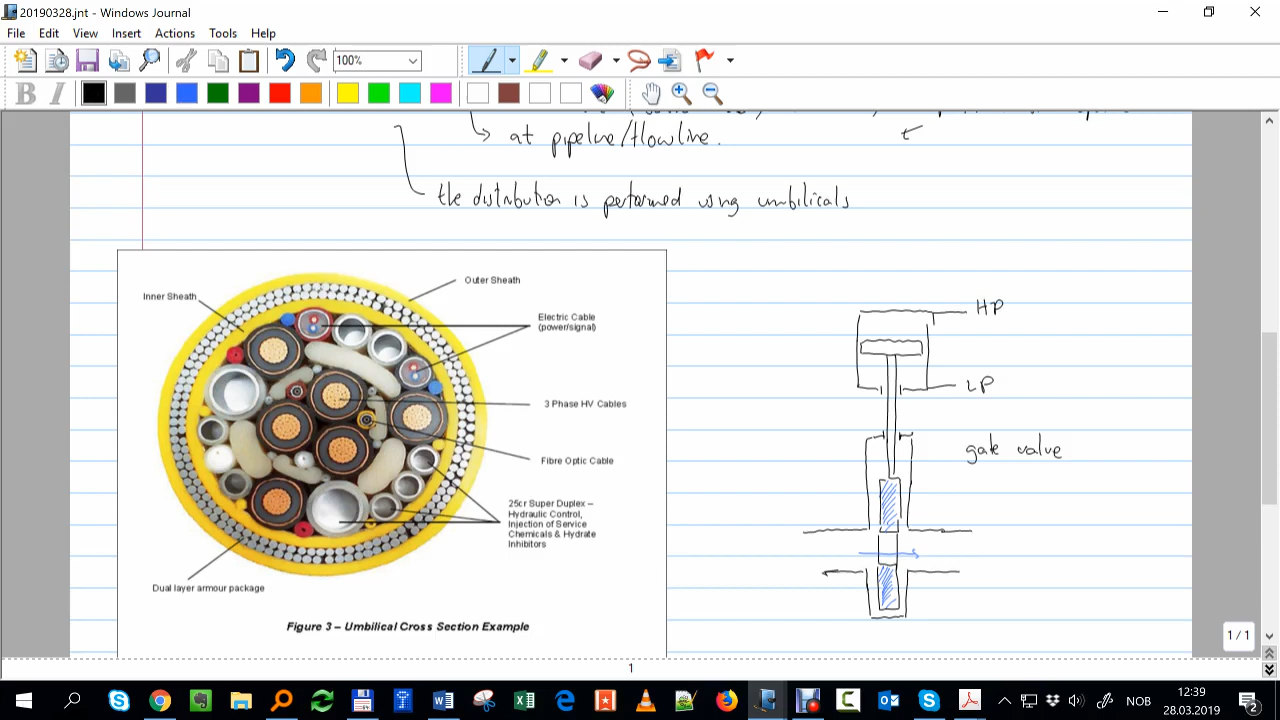 20190328.jnt - Windows Journal
File Edit View Insert Actions Tools Help
100%
B I
at pipeline/flowline.
the distribution is performed using umbilicals
Outer Sheath
Inner Sheath
Electric Cable
(power/signal)
3 Phase HV Cables
Fibre Optic Cable
25cr Super Duplex –
Hydraulic Control,
Injection of Service
Chemicals & Hydrate
Inhibitors
Dual layer armour package
Figure 3 – Umbilical Cross Section Example
HP
LP
gate valve
1 / 1
1
NOB
12:39
28.03.2019
2